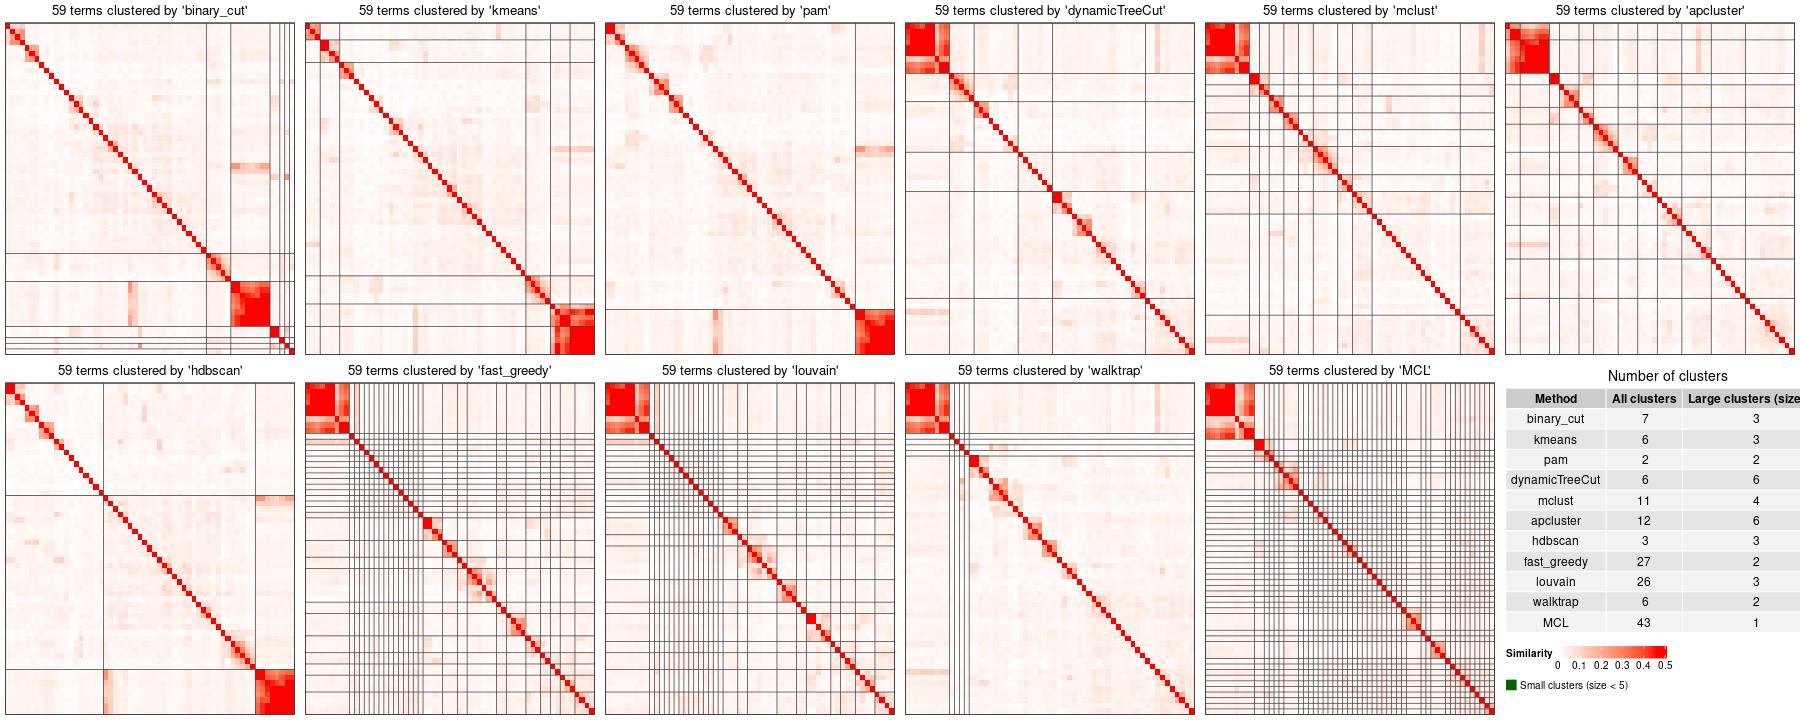 59 terms clustered by 'binary_cut'
59 terms clustered by 'kmeans'
59 terms clustered by 'pam'
59 terms clustered by 'dynamicTreeCut'
59 terms clustered by 'mclust'
59 terms clustered by 'apcluster'
59 terms clustered by 'hdbscan'
59 terms clustered by 'fast_greedy'
59 terms clustered by 'louvain'
59 terms clustered by 'walktrap'
59 terms clustered by 'MCL'
Number of clusters
Method All clusters Large clusters (size
binary_cut 7 3
kmeans 6 3
pam 2 2
dynamicTreeCut 6 6
mclust 11 4
apcluster 12 6
hdbscan 3 3
fast_greedy 27 2
louvain 26 3
walktrap 6 2
MCL 43 1
Similarity
0 0.1 0.2 0.3 0.4 0.5
Small clusters (size < 5)